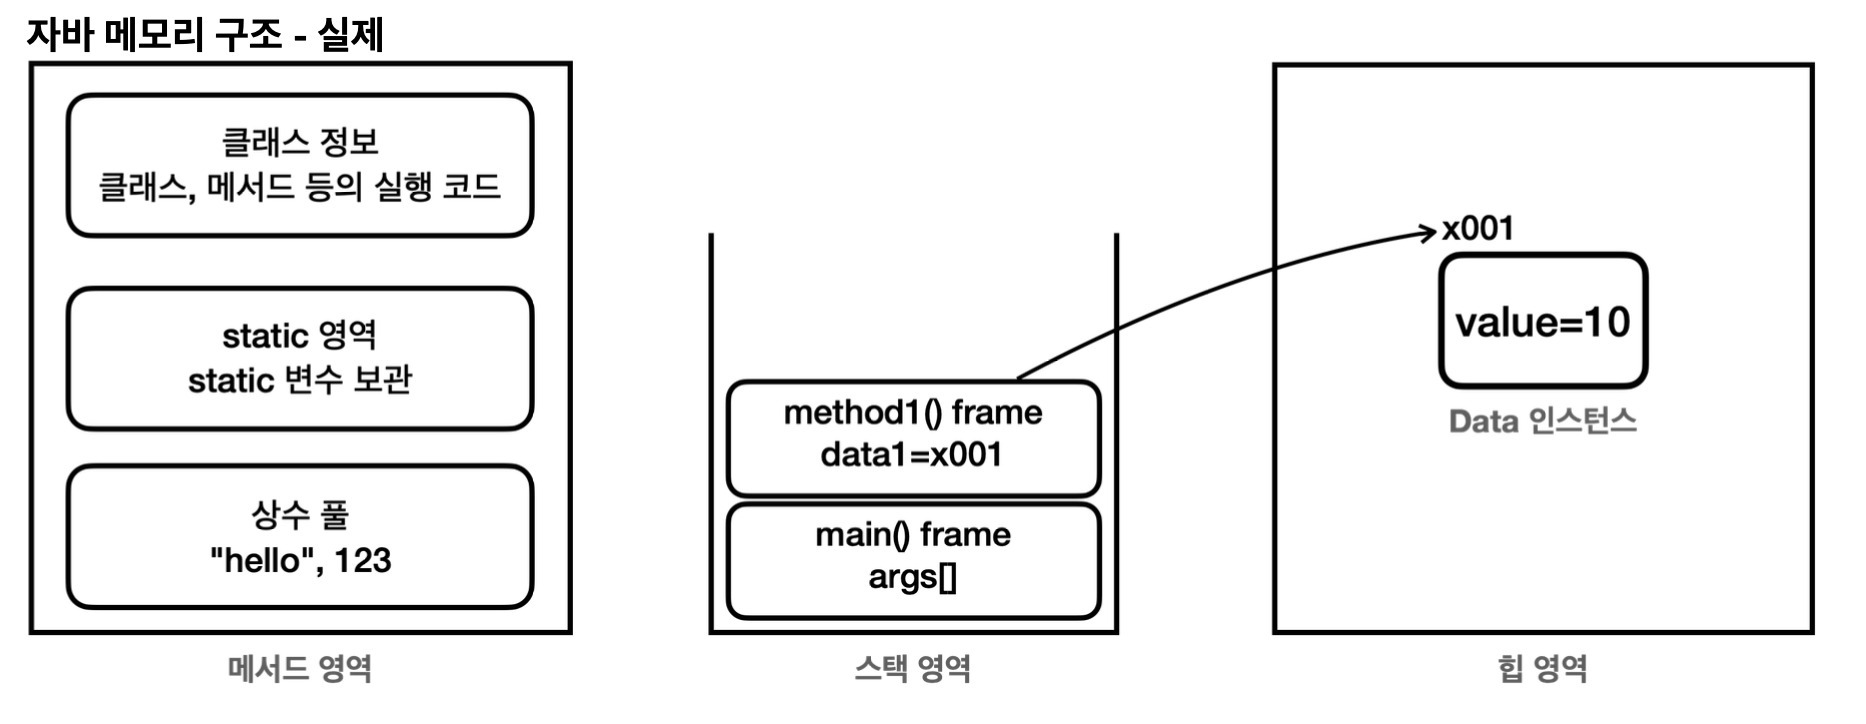 자바 메모리 구조 - 실제
클래스 정보
클래스, 메서드 등의 실행 코드
static 영역
static 변수 보관
상수 풀
"hello", 123
메서드 영역
method1() frame
data1=x001
main() frame
args[]
스택 영역
x001
value=10
Data 인스턴스
힙 영역